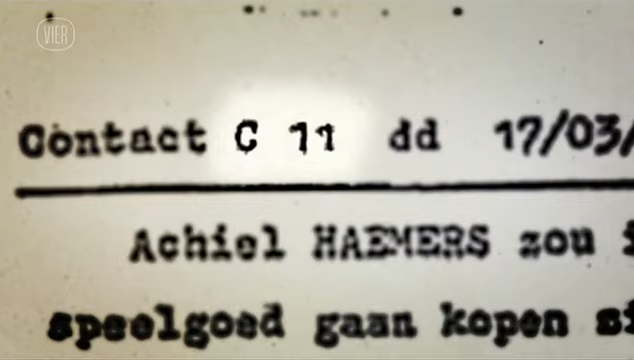 VIER
Contact C 11 dd 17/03/
Achiel HAEMERS zou
speelgoed gaan kopen